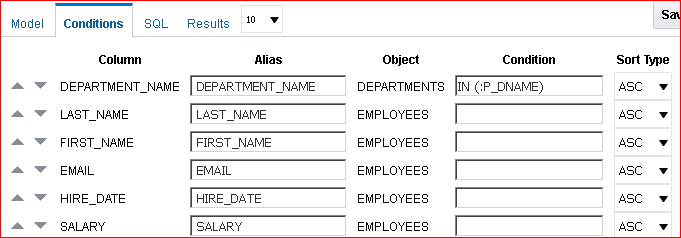 Model Conditions SQL Results 10 Sav
Column Alias Object Condition Sort Type
DEPARTMENT_NAME DEPARTMENT_NAME DEPARTMENTS IN (:P_DNAME) ASC
LAST_NAME LAST_NAME EMPLOYEES ASC
FIRST_NAME FIRST_NAME EMPLOYEES ASC
EMAIL EMAIL EMPLOYEES ASC
HIRE_DATE HIRE_DATE EMPLOYEES ASC
SALARY SALARY EMPLOYEES ASC